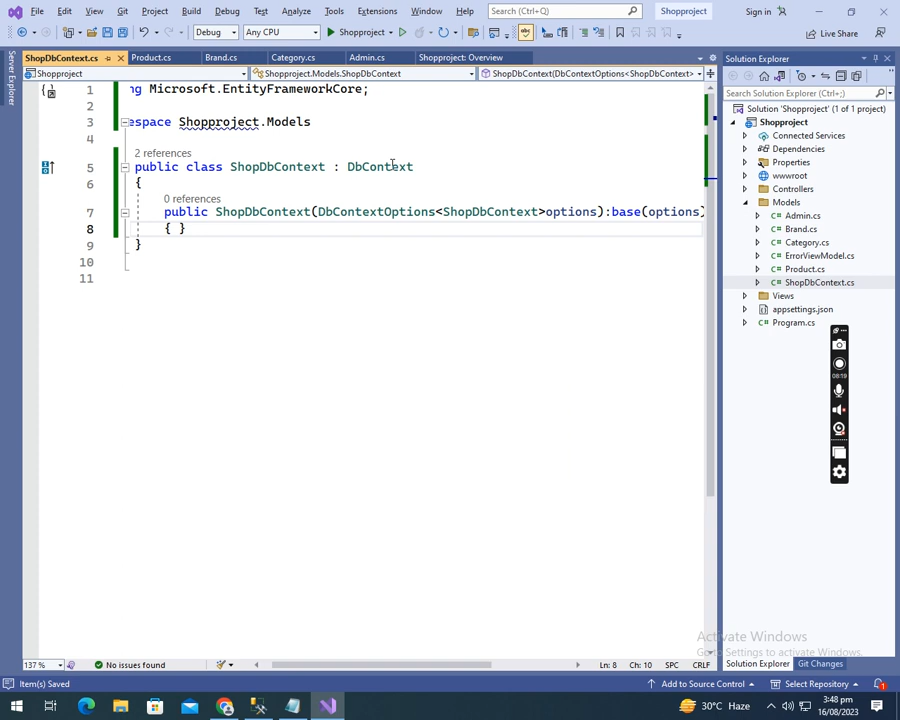 File Edit View Git Project Build Debug Test Analyze Tools Extensions Window Help Search (Ctrl+Q) Shopproject Sign in
Debug Any CPU Shopproject Live Share
Server Explorer
ShopDbContext.cs Product.cs Brand.cs Category.cs Admin.cs Shopproject: Overview
Shopproject Shopproject.Models.ShopDbContext ShopDbContext(DbContextOptions<ShopDbContext>
1 ng Microsoft.EntityFrameworkCore;
2
3 espace Shopproject.Models
4
2 references
5 public class ShopDbContext : DbContext
6 {
0 references
7 public ShopDbContext(DbContextOptions<ShopDbContext>options):base(options)
8 { }
9 }
10
11
Solution Explorer
Search Solution Explorer (Ctrl+;)
Solution 'Shopproject' (1 of 1 project)
Shopproject
Connected Services
Dependencies
Properties
wwwroot
Controllers
Models
C# Admin.cs
C# Brand.cs
C# Category.cs
C# ErrorViewModel.cs
C# Product.cs
C# ShopDbContext.cs
Views
appsettings.json
C# Program.cs
08:19
Activate Windows
Go to Settings to activate Windows.
137 % No issues found Ln: 8 Ch: 10 SPC CRLF
Solution Explorer Git Changes
Item(s) Saved Add to Source Control Select Repository 1
30°C Haze 3:48 pm
16/08/2023